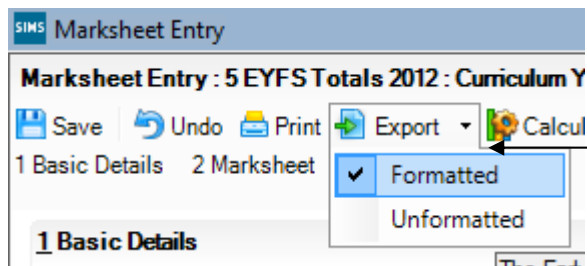 SIMS Marksheet Entry
Marksheet Entry : 5 EYFS Totals 2012 : Curriculum Y
Save Undo Print Export Calcul
1 Basic Details 2 Marksheet
Formatted
Unformatted
1 Basic Details